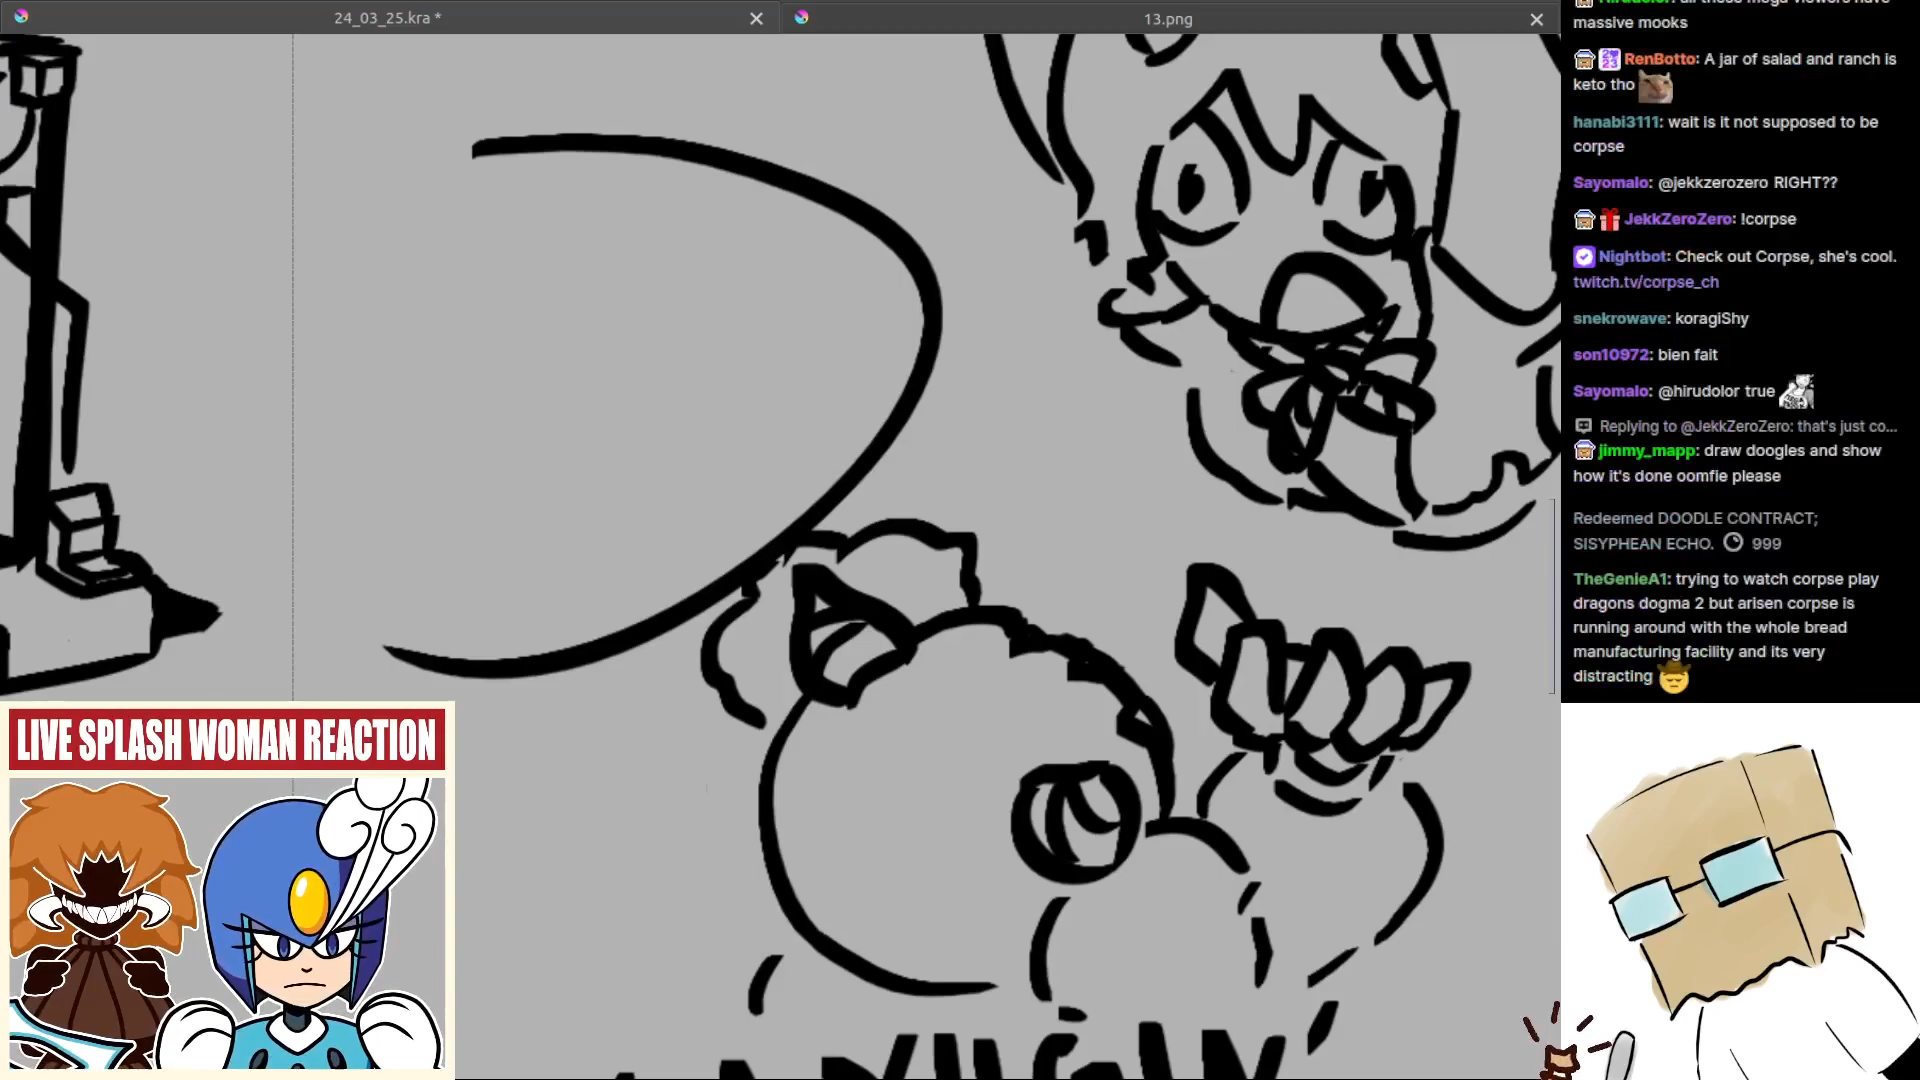 24_03_25.kra *
13.png
massive mooks
RenBotto: A jar of salad and ranch is
keto tho
hanabi3111: wait is it not supposed to be
corpse
Sayomalo: @jekkzerozero RIGHT??
JekkZeroZero: !corpse
Nightbot: Check out Corpse, she's cool.
twitch.tv/corpse_ch
snekrowave: koragiShy
son10972: bien fait
Sayomalo: @hirudolor true
Replying to @JekkZeroZero: that's just co...
jimmy_mapp: draw doogles and show
how it's done oomfie please
Redeemed DOODLE CONTRACT;
SISYPHEAN ECHO. 999
TheGenieA1: trying to watch corpse play
dragons dogma 2 but arisen corpse is
running around with the whole bread
manufacturing facility and its very
distracting
LIVE SPLASH WOMAN REACTION